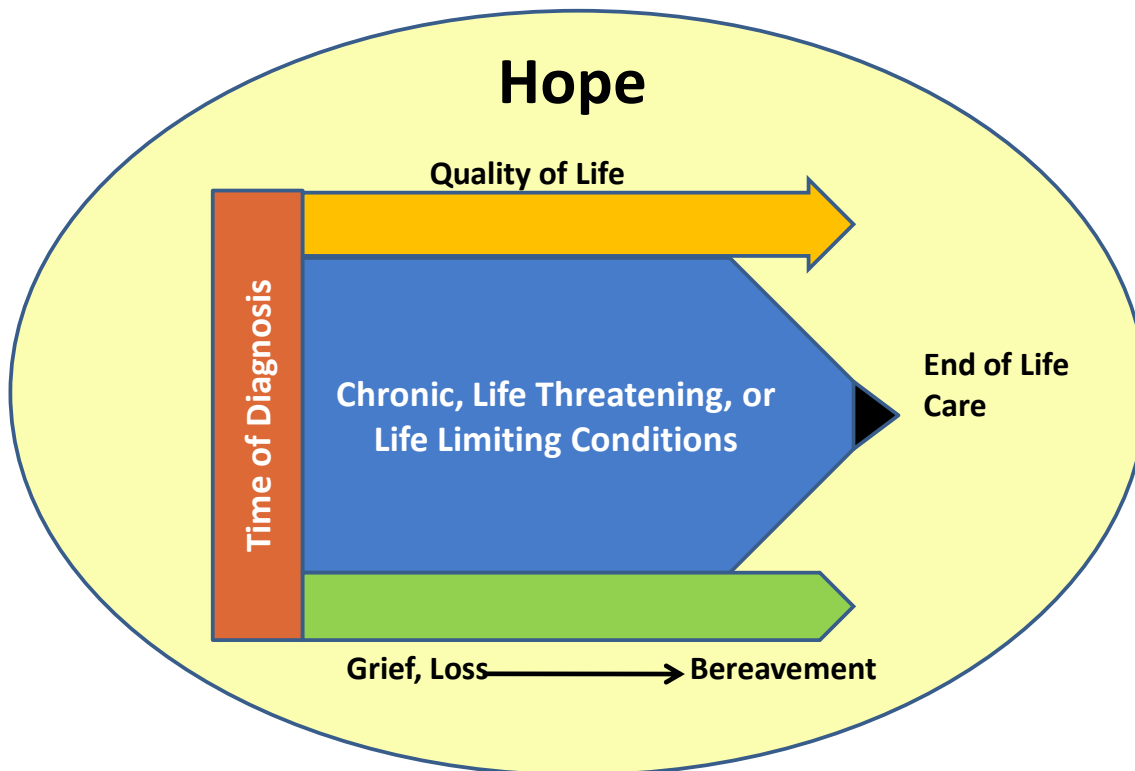 Hope
Quality of Life
Time of Diagnosis
Chronic, Life Threatening, or
Life Limiting Conditions
End of Life
Care
Grief, Loss
Bereavement